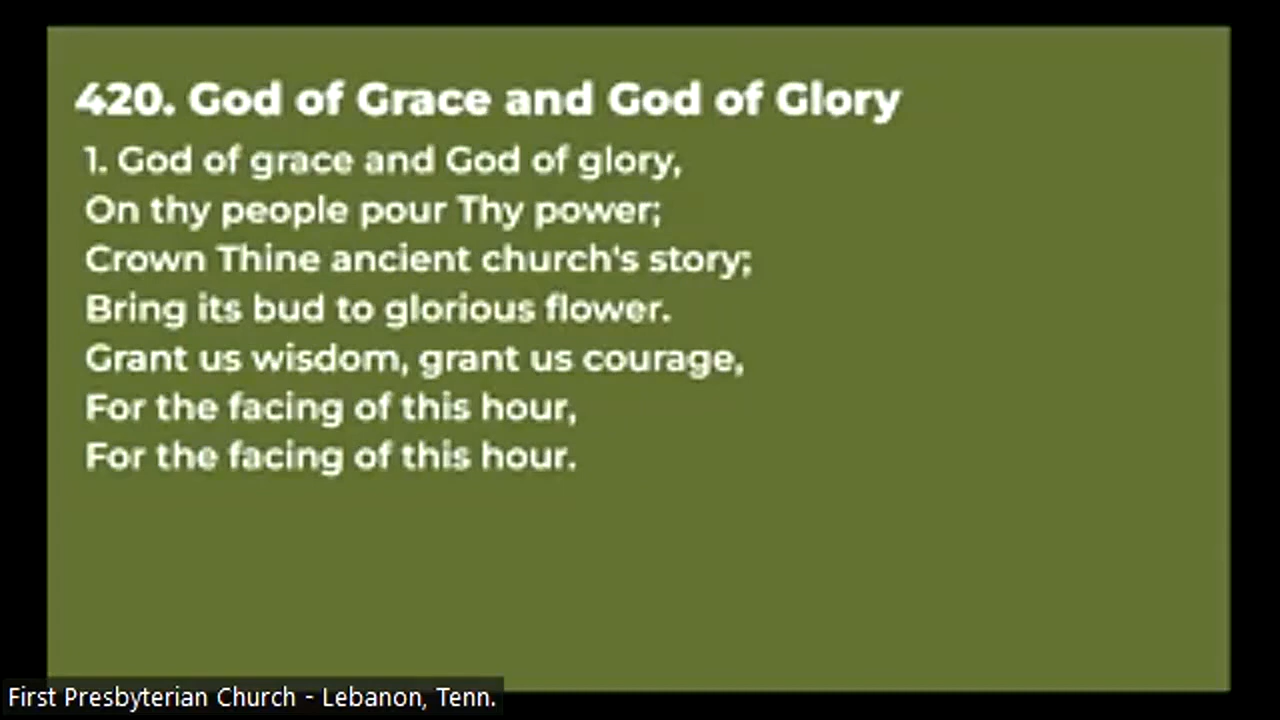 420. God of Grace and God of Glory
1. God of grace and God of glory,
On thy people pour Thy power;
Crown Thine ancient church's story;
Bring its bud to glorious flower.
Grant us wisdom, grant us courage,
For the facing of this hour,
For the facing of this hour.
First Presbyterian Church - Lebanon, Tenn.